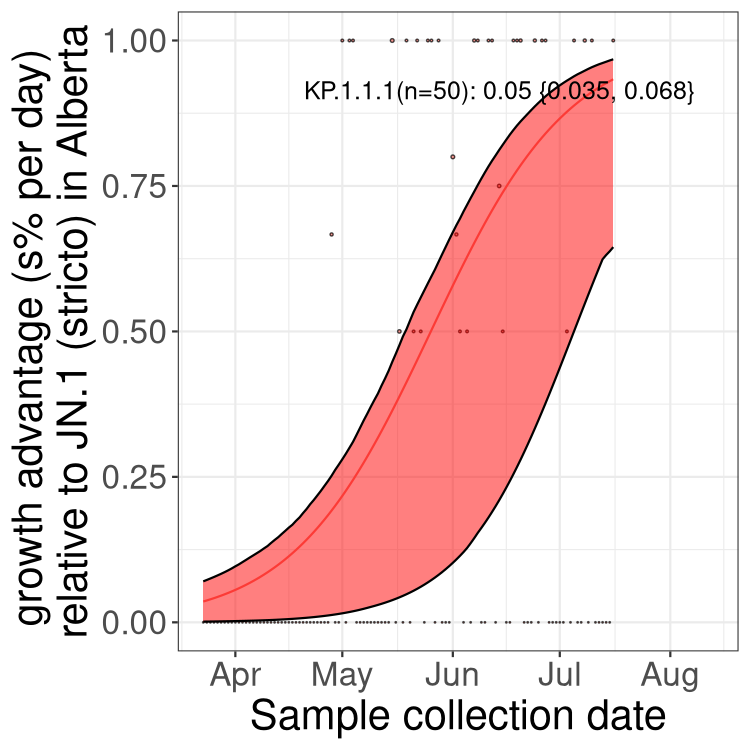 growth advantage (s% per day)
relative to JN.1 (stricto) in Alberta
1.00
0.75
0.50
0.25
0.00
KP.1.1.1(n=50): 0.05 {0.035, 0.068}
Apr May Jun Jul Aug
Sample collection date